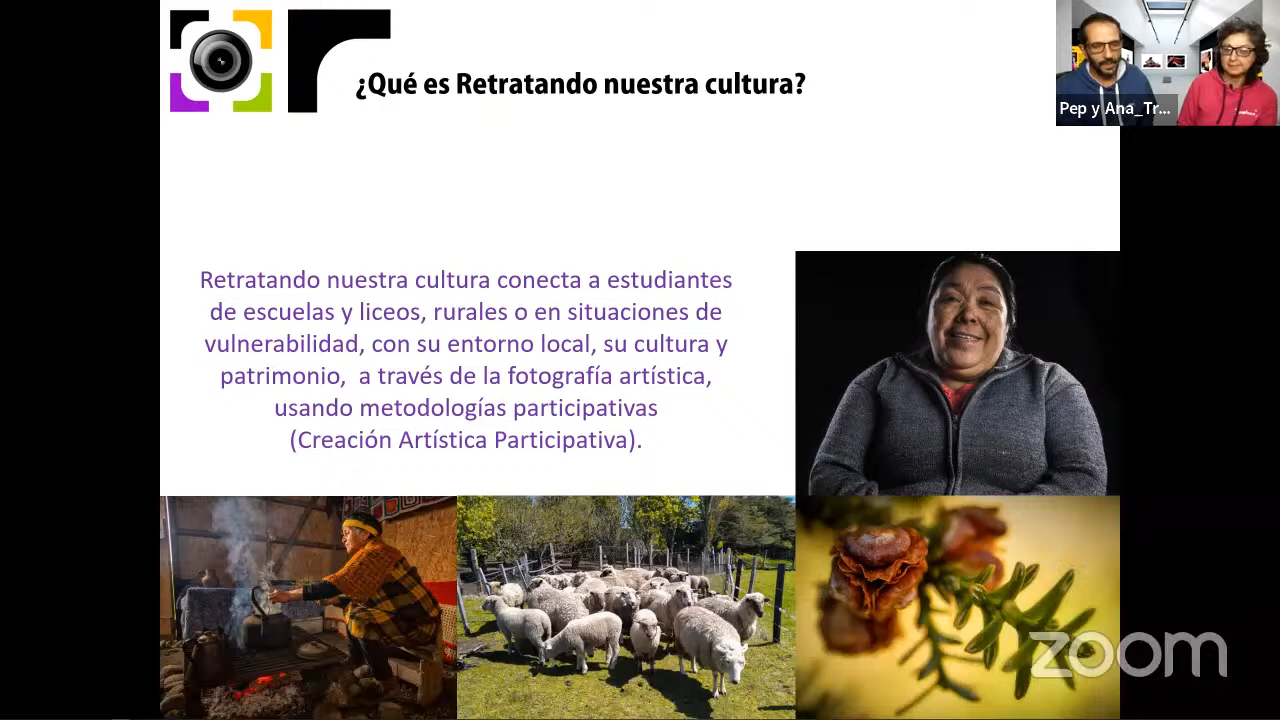 ¿Qué es Retratando nuestra cultura?
Pep y Ana_Tr...
Retratando nuestra cultura conecta a estudiantes
de escuelas y liceos, rurales o en situaciones de
vulnerabilidad, con su entorno local, su cultura y
patrimonio,  a través de la fotografía artística,
usando metodologías participativas
(Creación Artística Participativa).
zoom